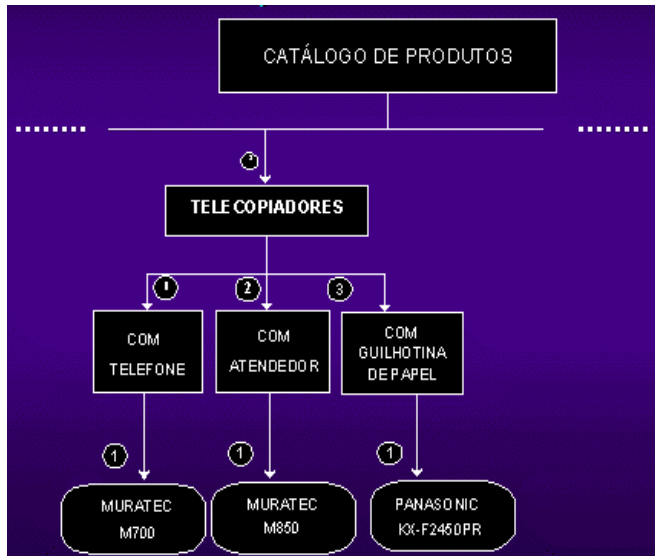 CATÁLOGO DE PRODUTOS
TELECOPIADORES
1 2 3
COM
TELEFONE
COM
ATENDEDOR
COM
GUILHOTINA
DE PAPEL
1 1 1
MURATEC
M700
MURATEC
M850
PANASONIC
KX-F2450PR